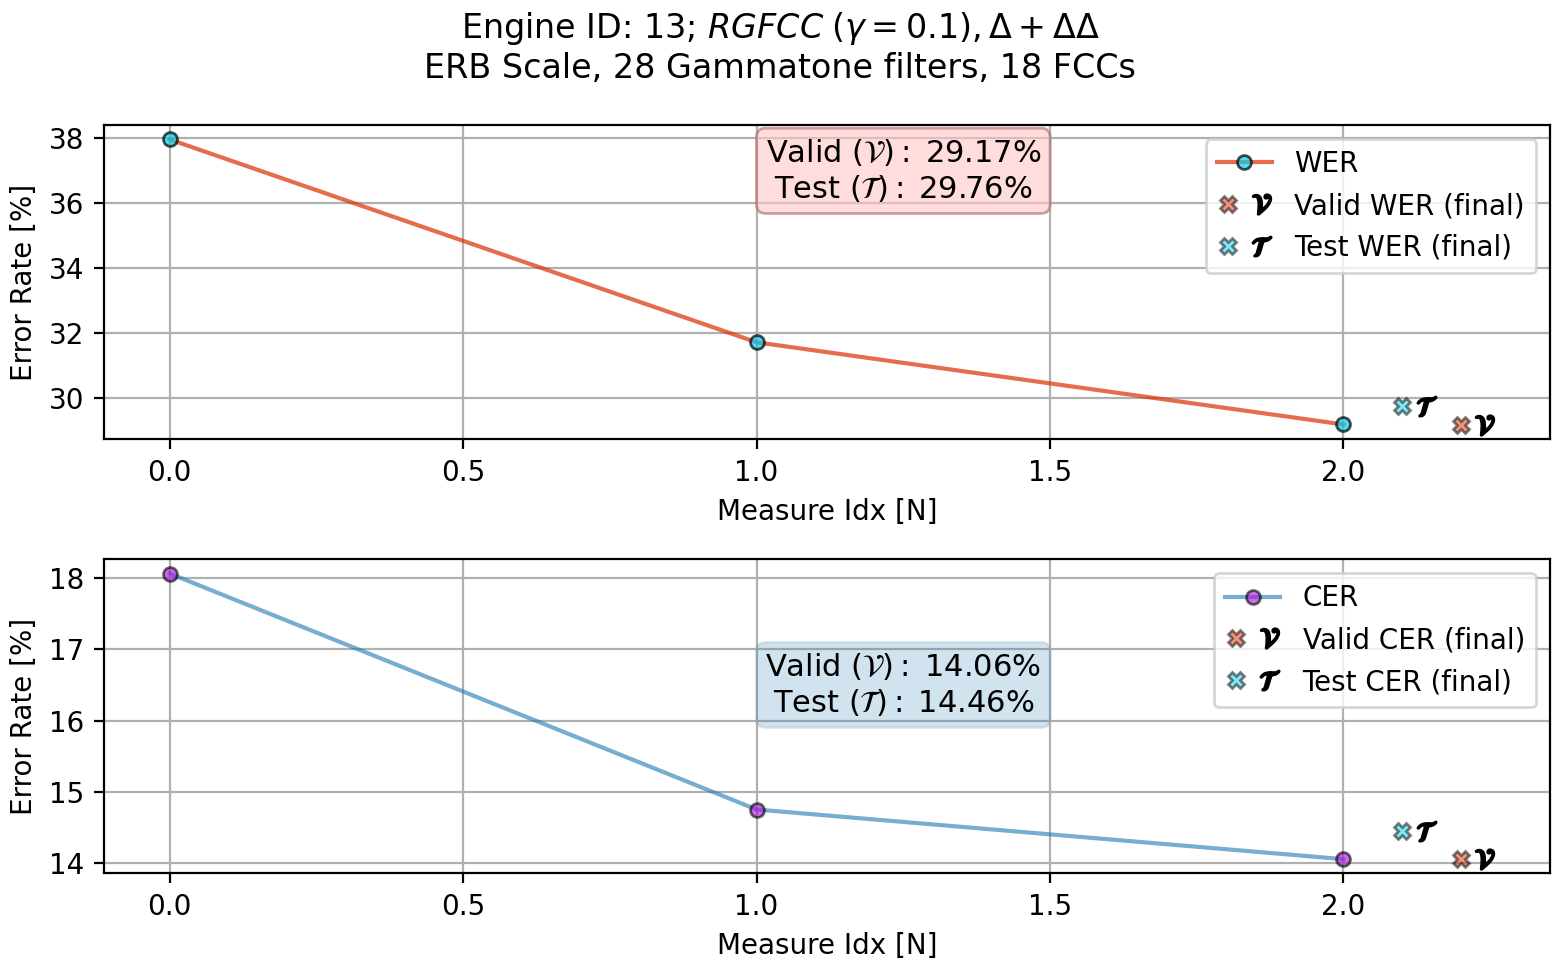 Engine ID: 13; RGFCC (γ = 0.1), Δ + ΔΔ
ERB Scale, 28 Gammatone filters, 18 FCCs
Error Rate [%]
38
36
34
32
30
Valid (𝒱) : 29.17%
Test (𝒯) : 29.76%
WER
𝒱 Valid WER (final)
𝒯 Test WER (final)
𝒯
𝒱
0.0 0.5 1.0 1.5 2.0
Measure Idx [N]
Error Rate [%]
18
17
16
15
14
Valid (𝒱) : 14.06%
Test (𝒯) : 14.46%
CER
𝒱 Valid CER (final)
𝒯 Test CER (final)
𝒯
𝒱
0.0 0.5 1.0 1.5 2.0
Measure Idx [N]